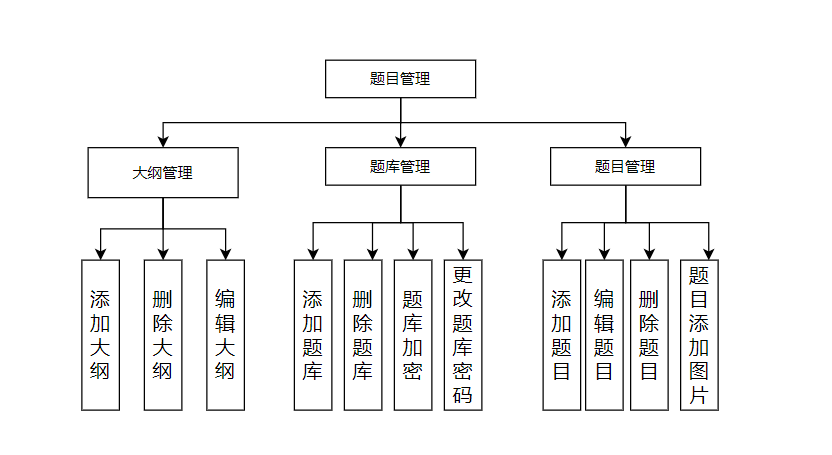 题目管理
大纲管理
题库管理
题目管理
添加大纲
删除大纲
编辑大纲
添加题库
删除题库
题库加密
更改题库密码
添加题目
编辑题目
删除题目
题目添加图片